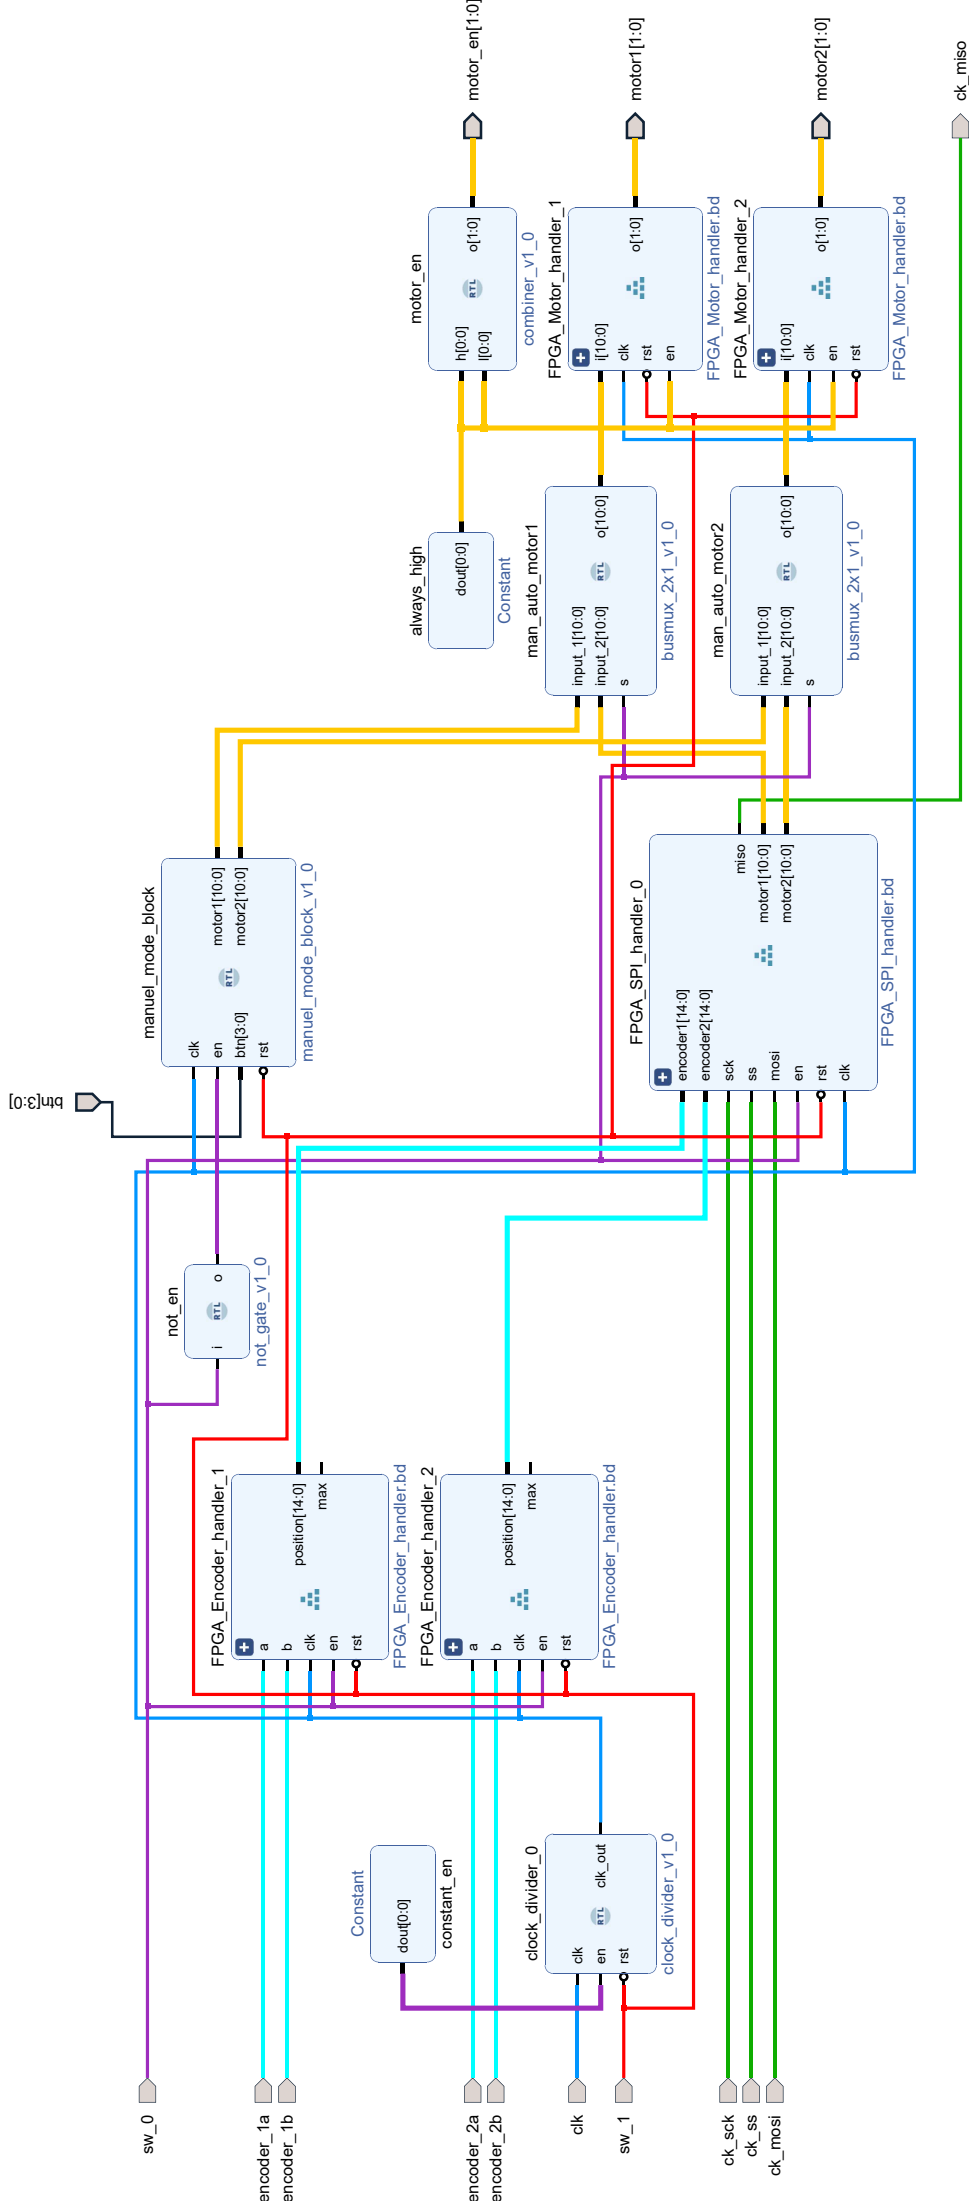 sw_0
encoder_1a
encoder_1b
encoder_2a
encoder_2b
clk
sw_1
ck_sck
ck_ss
ck_mosi
Constant
dout[0:0]
constant_en
clock_divider_0
clk
en
rst
clk_out
RTL
clock_divider_v1_0
FPGA_Encoder_handler_1
a
b
clk
en
rst
position[14:0]
max
FPGA_Encoder_handler.bd
FPGA_Encoder_handler_2
a
b
clk
en
rst
position[14:0]
max
FPGA_Encoder_handler.bd
not_en
i
o
RTL
not_gate_v1_0
btn[3:0]
manuel_mode_block
clk
en
btn[3:0]
rst
motor1[10:0]
motor2[10:0]
RTL
manuel_mode_block_v1_0
FPGA_SPI_handler_0
encoder1[14:0]
encoder2[14:0]
sck
ss
mosi
en
rst
clk
miso
motor1[10:0]
motor2[10:0]
FPGA_SPI_handler.bd
always_high
dout[0:0]
Constant
man_auto_motor1
input_1[10:0]
input_2[10:0]
s
o[10:0]
RTL
busmux_2x1_v1_0
man_auto_motor2
input_1[10:0]
input_2[10:0]
s
o[10:0]
RTL
busmux_2x1_v1_0
motor_en
h[0:0]
l[0:0]
o[1:0]
RTL
combiner_v1_0
FPGA_Motor_handler_1
i[10:0]
clk
rst
en
o[1:0]
FPGA_Motor_handler.bd
FPGA_Motor_handler_2
i[10:0]
clk
en
rst
o[1:0]
FPGA_Motor_handler.bd
motor_en[1:0]
motor1[1:0]
motor2[1:0]
ck_miso